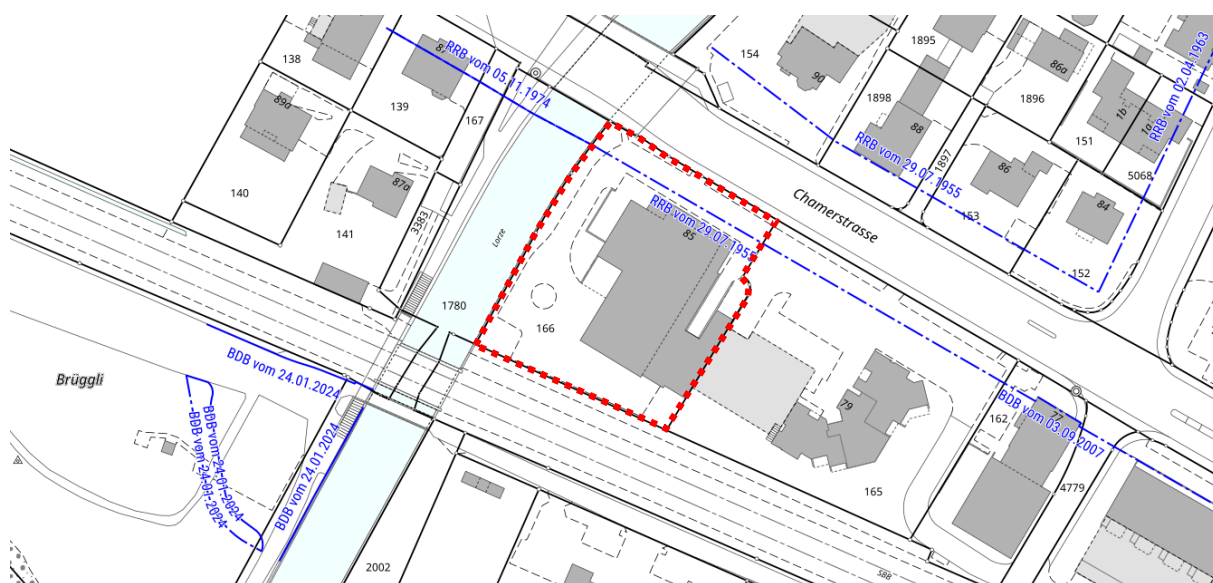 138
89a
140
139
RRB vom 05.11.1974
167
87a
141
3383
1780
Lorze
166
85
RRB vom 29.07.1955
154
90
1895
1898
88
RRB vom 29.07.1955
1897
86a
1896
151
1b
1a
RRB vom 02.04.1963
5068
86
153
84
152
Chamerstrasse
79
165
162
77
BDB vom 03.09.2007
4779
Brüggli
BDB vom 24.01.2024
BDB vom 24.01.2024
BDB vom 24.01.2024
BDB vom 24.01.2024
2002
SBB